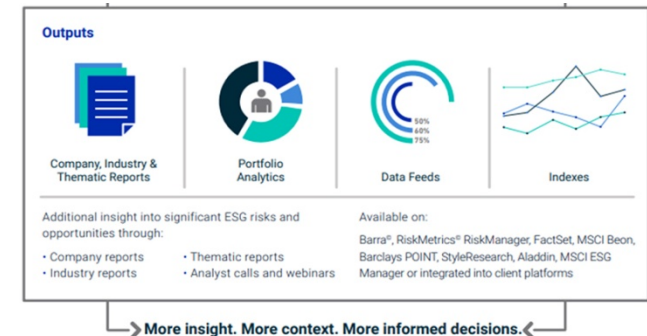 Outputs
50%
60%
75%
Company, Industry &
Thematic Reports
Portfolio
Analytics
Data Feeds
Indexes
Additional insight into significant ESG risks and
opportunities through:
• Company reports
• Industry reports
• Thematic reports
• Analyst calls and webinars
Available on:
Barra®, RiskMetrics® RiskManager, FactSet, MSCI Beon,
Barclays POINT, StyleResearch, Aladdin, MSCI ESG
Manager or integrated into client platforms
More insight. More context. More informed decisions.